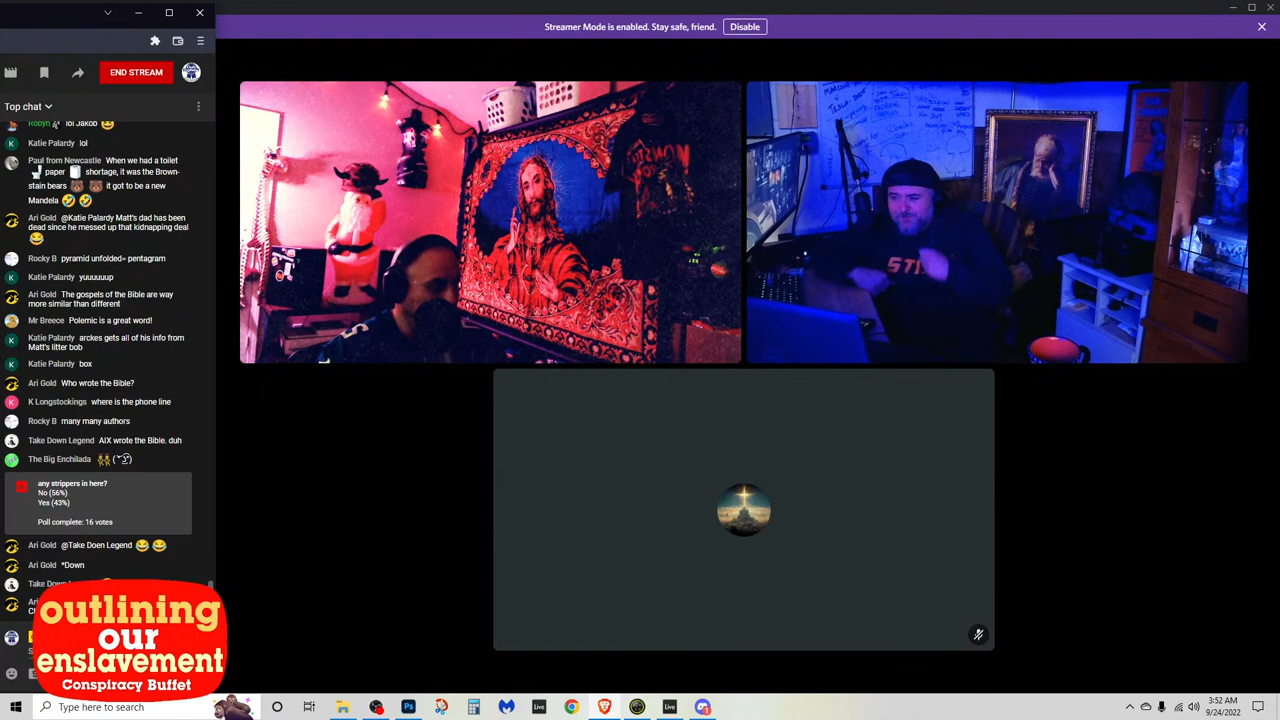 Streamer Mode is enabled. Stay safe, friend. Disable
END STREAM
Top chat
Robyn lol Jakob
Katie Palardy lol
Paul from Newcastle When we had a toilet
paper shortage, it was the Brown-
stain bears it got to be a new
Mandela
Ari Gold @Katie Palardy Matt's dad has been
dead since he messed up that kidnapping deal
Rocky B pyramid unfolded= pentagram
Katie Palardy yuuuuuup
Ari Gold The gospels of the Bible are way
more similar than different
Mr Breece Polemic is a great word!
Katie Palardy arckes gets all of his info from
Matt's litter bob
Katie Palardy box
Ari Gold Who wrote the Bible?
K Longstockings where is the phone line
Rocky B many many authors
Take Down Legend AIX wrote the Bible. duh
The Big Enchilada
any strippers in here?
No (56%)
Yes (43%)
Poll complete: 16 votes
Ari Gold @Take Doen Legend
Ari Gold *Down
Take Down
outlining
our
enslavement
Conspiracy Buffet
Type here to search
Live
Live
3:52 AM
9/24/2022